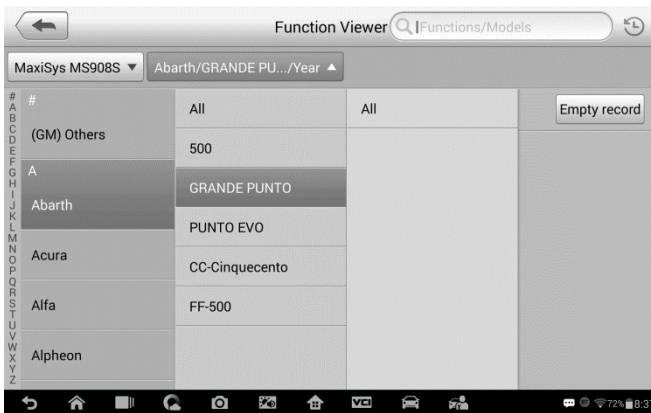 Function Viewer
Functions/Models
MaxiSys MS908S ▼
Abarth/GRANDE PU.../Year ▲
#
A
B
C
D
E
F
G
H
I
J
K
L
M
N
O
P
Q
R
S
T
U
V
W
X
Y
Z
#
(GM) Others
A
Abarth
Acura
Alfa
Alpheon
All
500
GRANDE PUNTO
PUNTO EVO
CC-Cinquecento
FF-500
All
Empty record
VCI
72%